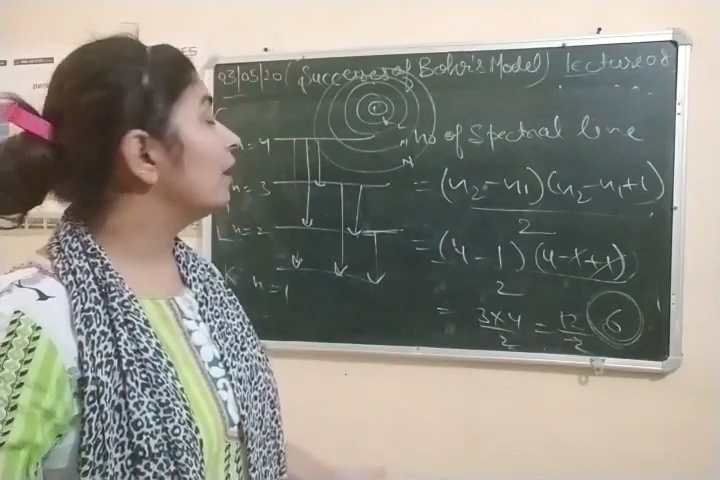 03/05/20 (Successes of Bohr's Model) Lecture 08
no of Spectral line
n=4
n=3
L n=2
K n=1
L
M
N
= (n₂-n₁)(n₂-n₁+1) / 2
= (4-1)(4-1+1) / 2
= 3×4 / 2 = 12 / 2 6